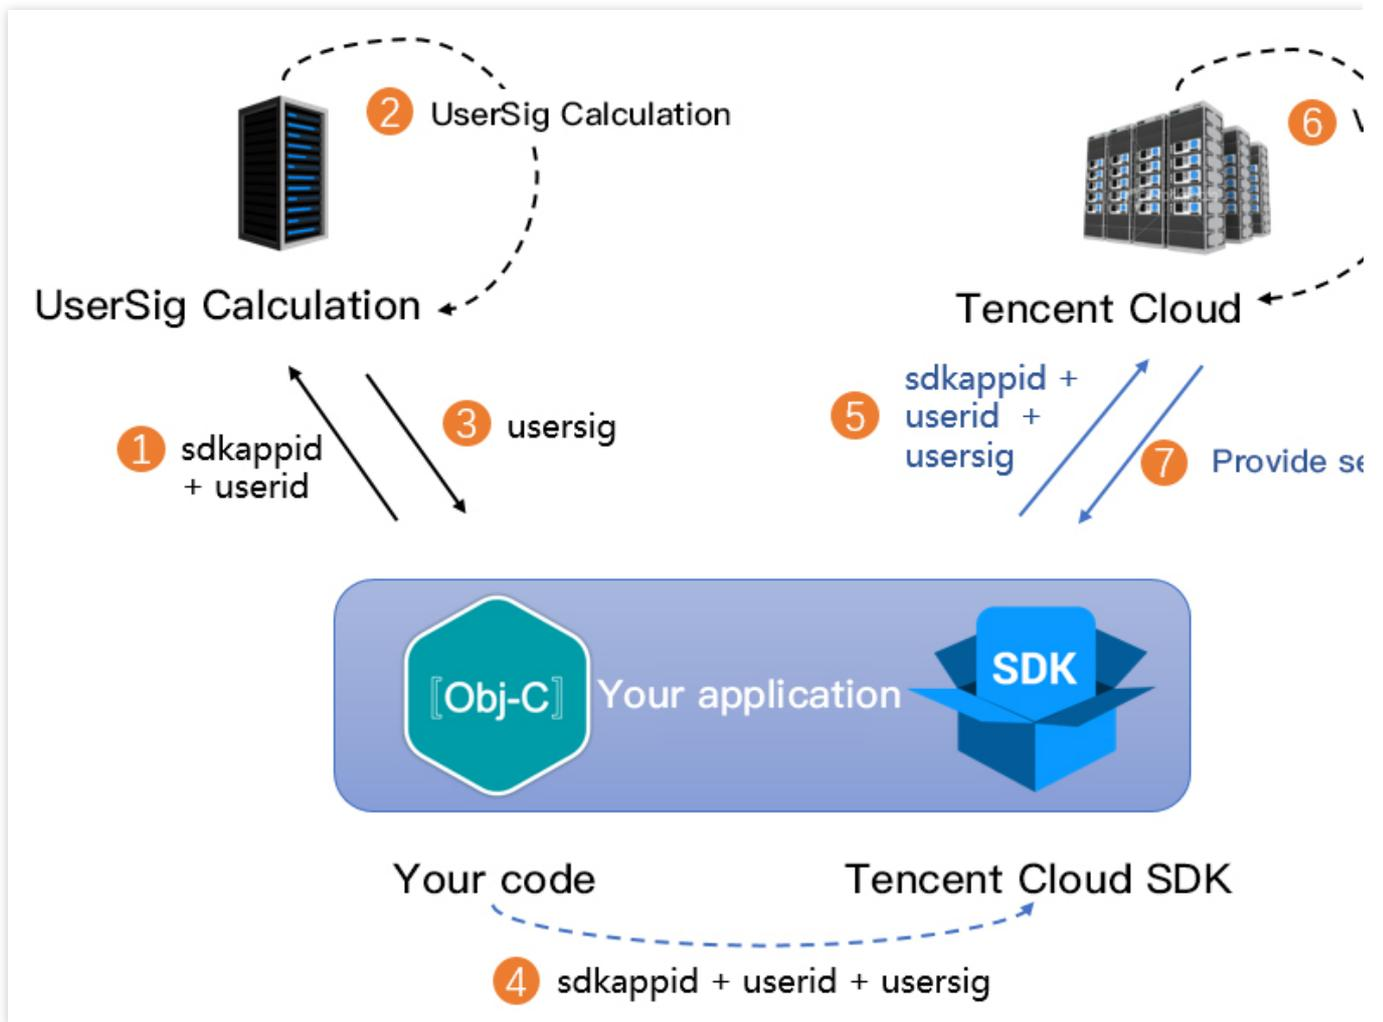 2 UserSig Calculation
6
UserSig Calculation
Tencent Cloud
1 sdkappid
+ userid
3 usersig
5 sdkappid +
userid +
usersig
7 Provide
[Obj-C] Your application
SDK
Your code
Tencent Cloud SDK
4 sdkappid + userid + usersig